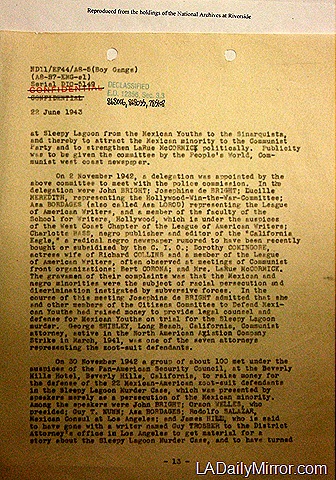 Reproduced from the holdings of the National Archives at Riverside
ND11/EF44/A8-5(Boy Gangs)
(A8-B7-EHG-el)
Serial DIO-5149
CONFIDENTIAL
CONFIDENTIAL
DECLASSIFIED
E.O. 12356, Sec. 3.3
22 June 1943
at Sleepy Lagoon from the Mexican Youths to the Sinarquists,
and thereby to attract the Mexican minority to the Communist
Party and to strengthen LaRue McCORMICK politically. Publicity
was to given the committee by the People's World, Com-
munist west coast newspaper.
On 2 November 1942, a delegation was appointed by the
above committee to meet with the police commission. In the
delegation were John BRIGHT; Josephine de BRIGHT; Lucille
MEREDITH, representing the Hollywood-Win-the-War-Committee;
Asa BORDAGES (also called Asa LORGO) representing the League
of American Writers, and a member of the faculty of the
School for Writers, Hollywood, which is under the auspices
of the West Coast Chapter of the League of American Writers;
Charlotte BASS, negro publisher and editor of the "California
Eagle," a radical negro newspaper rumored to have been recently
bought or subsidized by the C. I. O.; Dorothy COMINGORE,
actress wife of Richard COLLINS and a member of the League
of American Writers, often observed at meetings of Communist
Front organizations; Bert CORONA; and Mrs. LaRue McCORMICK.
The gravamen of their complaints was that the Mexican and
negro minorities were the subject of racial persecution and
discrimination instigated by subversive forces. In the
course of this meeting Josephine de BRIGHT admitted that she
and other members of the Citizens Committee to Defend Mexi-
can Youths had raised money to provide legal counsel and
defense for Mexican Youths on trial for the Sleepy Lagoon
murder. George SHIBLEY, Long Beach, California, Communist
attorney, active in the North American Aviation Company
Strike in March, 1941, was one of the seven attorneys
representing the zoot-suit defendants.
On 30 November 1942 a group of about 100 met under the
auspices of the Pan-American Security Council, at the Beverly
Hills Hotel, Beverly Hills, California, to raise money for
the defense of the 22 Mexican-American zoot-suit defendants
in the Sleepy Lagoon Murder Case, which was presented by
speakers merely as a persecution of the Mexican minority.
Among the speakers were John BRIGHT; Orson WELLES, who
presided; Guy T. NUNN; Asa BORDAGES; Rodolfo SALAZAR,
Mexican Consul at Los Angeles; and James HILL, who is said
to have gone with a writer named Guy TROSPER to the District
Attorney's office in Los Angeles to get material for a
story about the Sleepy Lagoon Murder Case, and to have turned
- 13 -
LADailyMirror.com